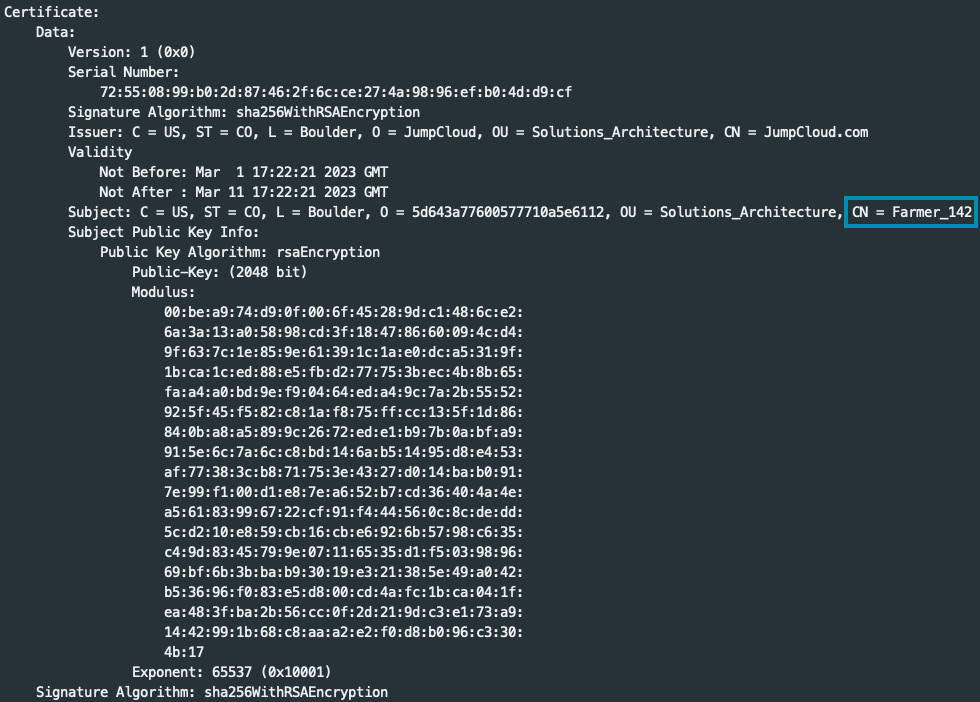 Certificate:
Data:
Version: 1 (0x0)
Serial Number:
72:55:08:99:b0:2d:87:46:2f:6c:ce:27:4a:98:96:ef:b0:4d:d9:cf
Signature Algorithm: sha256WithRSAEncryption
Issuer: C = US, ST = CO, L = Boulder, O = JumpCloud, OU = Solutions_Architecture, CN = JumpCloud.com
Validity
Not Before: Mar  1 17:22:21 2023 GMT
Not After : Mar 11 17:22:21 2023 GMT
Subject: C = US, ST = CO, L = Boulder, O = 5d643a77600577710a5e6112, OU = Solutions_Architecture, CN = Farmer_142
Subject Public Key Info:
Public Key Algorithm: rsaEncryption
Public-Key: (2048 bit)
Modulus:
00:be:a9:74:d9:0f:00:6f:45:28:9d:c1:48:6c:e2:
6a:3a:13:a0:58:98:cd:3f:18:47:86:60:09:4c:d4:
9f:63:7c:1e:85:9e:61:39:1c:1a:e0:dc:a5:31:9f:
1b:ca:1c:ed:88:e5:fb:d2:77:75:3b:ec:4b:8b:65:
fa:a4:a0:bd:9e:f9:04:64:ed:a4:9c:7a:2b:55:52:
92:5f:45:f5:82:c8:1a:f8:75:ff:cc:13:5f:1d:86:
84:0b:a8:a5:89:9c:26:72:ed:e1:b9:7b:0a:bf:a9:
91:5e:6c:7a:6c:c8:bd:14:6a:b5:14:95:d8:e4:53:
af:77:38:3c:b8:71:75:3e:43:27:d0:14:ba:b0:91:
7e:99:f1:00:d1:e8:7e:a6:52:b7:cd:36:40:4a:4e:
a5:61:83:99:67:22:cf:91:f4:44:56:0c:8c:de:dd:
5c:d2:10:e8:59:cb:16:cb:e6:92:6b:57:98:c6:35:
c4:9d:83:45:79:9e:07:11:65:35:d1:f5:03:98:96:
69:bf:6b:3b:ba:b9:30:19:e3:21:38:5e:49:a0:42:
b5:36:96:f0:83:e5:d8:00:cd:4a:fc:1b:ca:04:1f:
ea:48:3f:ba:2b:56:cc:0f:2d:21:9d:c3:e1:73:a9:
14:42:99:1b:68:c8:aa:a2:e2:f0:d8:b0:96:c3:30:
4b:17
Exponent: 65537 (0x10001)
Signature Algorithm: sha256WithRSAEncryption